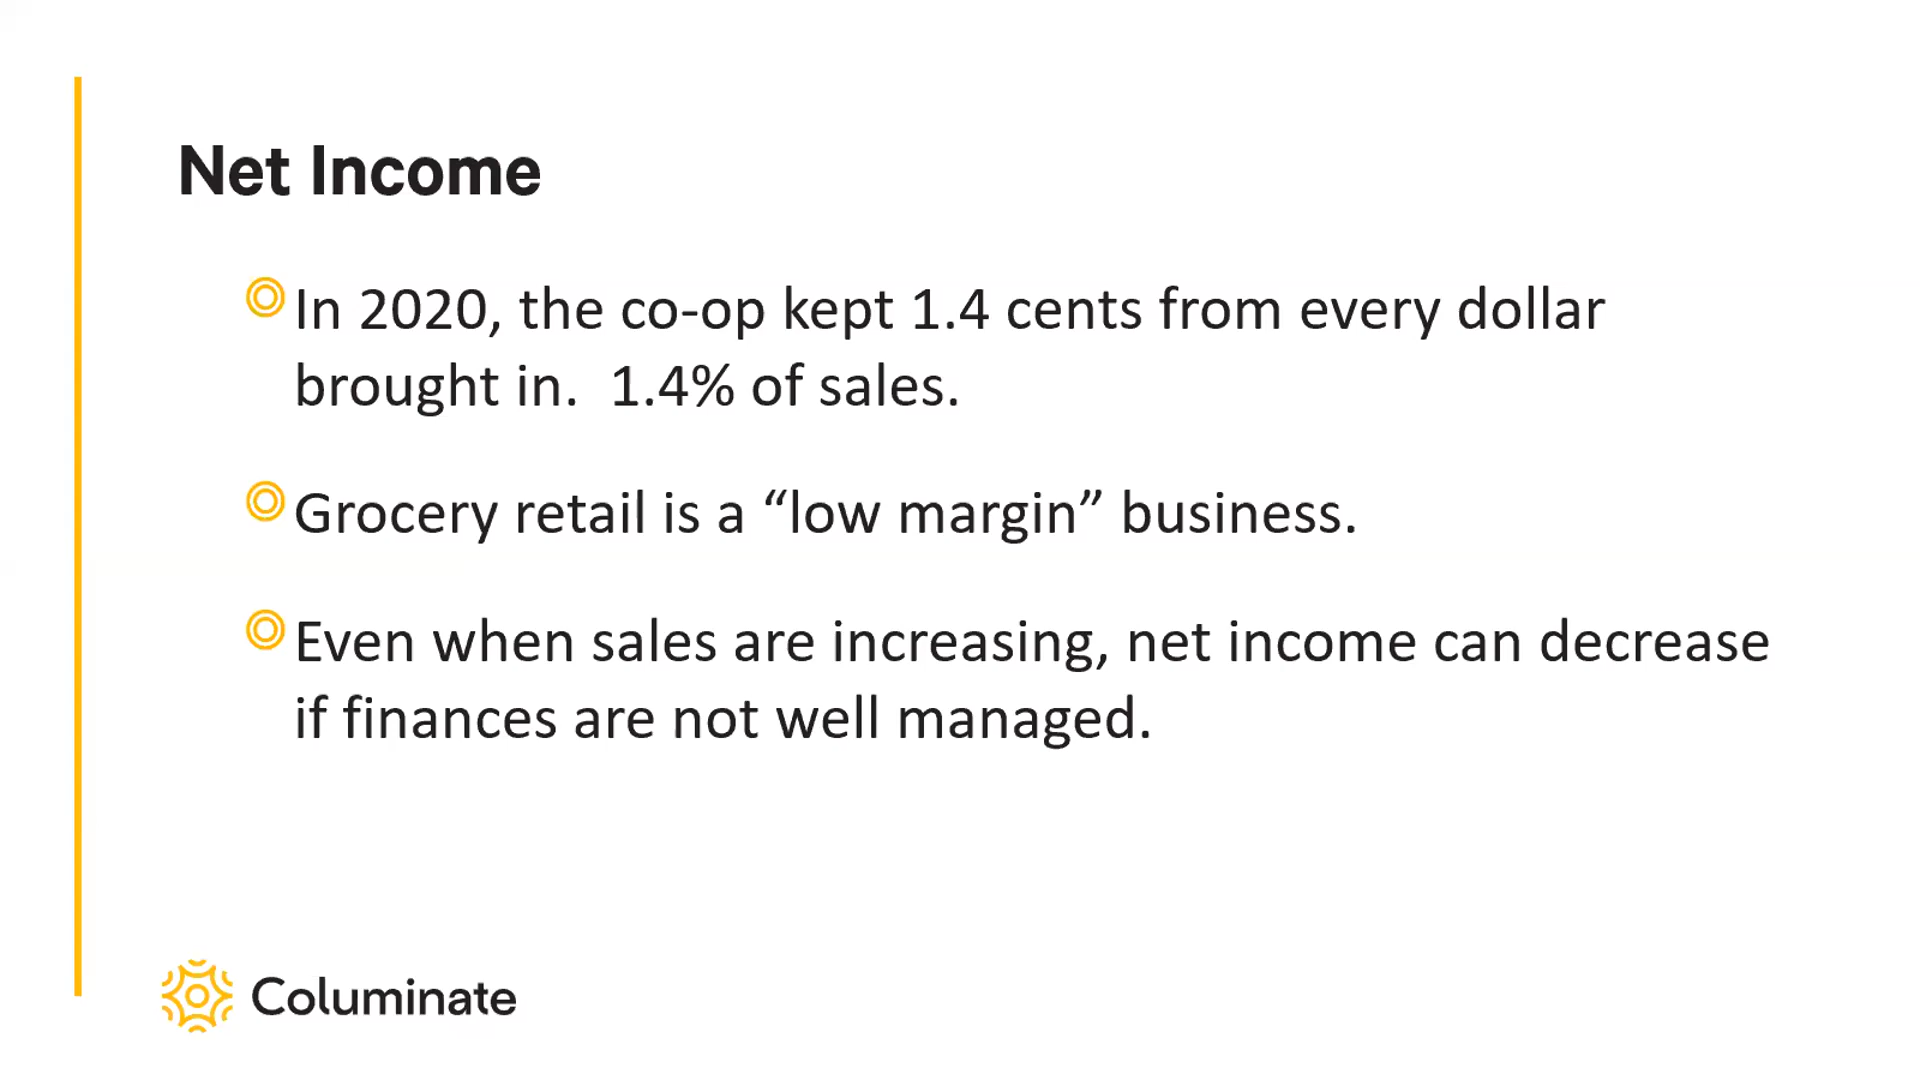 Net Income
In 2020, the co-op kept 1.4 cents from every dollar
brought in.  1.4% of sales.
Grocery retail is a “low margin” business.
Even when sales are increasing, net income can decrease
if finances are not well managed.
Columinate